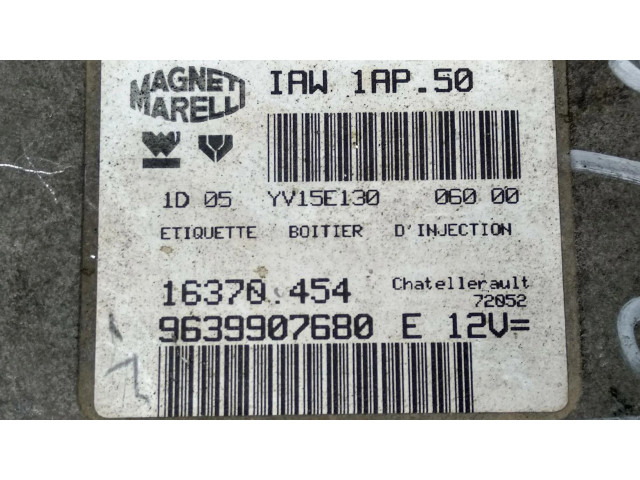 MAGNETI
MARELLI
IAW 1AP.50
1D 05 YV15E130 060 00
ETIQUETTE BOITIER D'INJECTION
16370.454
Chatellerault
72052
9639907680 E 12V=